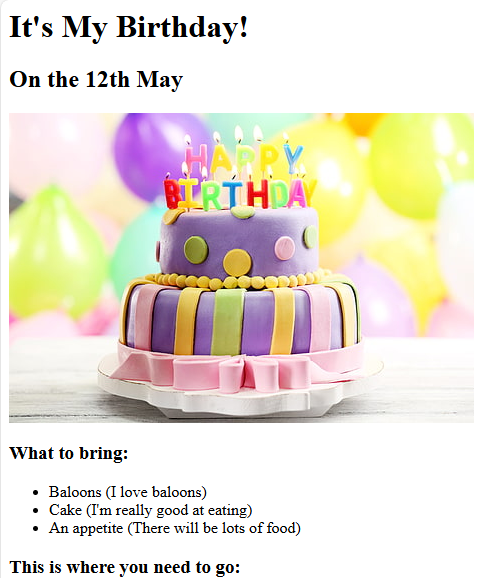 It's My Birthday!
On the 12th May
HAPPY
BIRTHDAY
What to bring:
Baloons (I love baloons)
Cake (I'm really good at eating)
An appetite (There will be lots of food)
This is where you need to go: